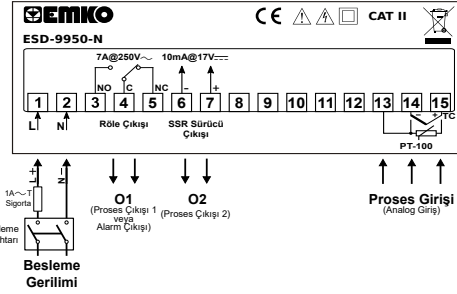 EMKO
CE CAT II
ESD-9950-N
7A@250V~ 10mA@17V
NO C NC - +
1 2 3 4 5 6 7 8 9 10 11 12 13 14 15
L N Röle Çıkışı SSR Sürücü Çıkışı - + TC
PT-100
L + N -
1A~T
Sigorta
leme
htarı
O1
(Proses Çıkışı 1
veya
Alarm Çıkışı)
O2
(Proses Çıkışı 2)
Proses Girişi
(Analog Giriş)
Besleme
Gerilimi